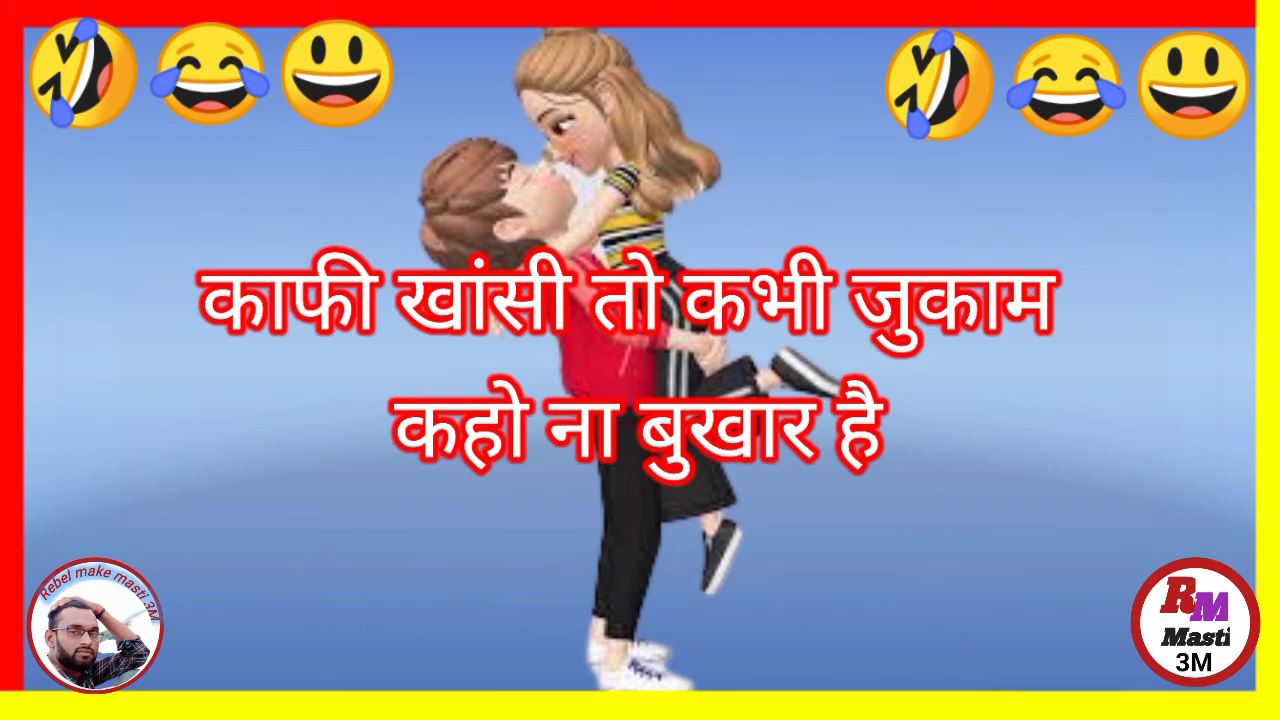 काफी खांसी तो कभी जुकाम
कहो ना बुखार है
Rebel make masti 3M
RM
Masti
3M